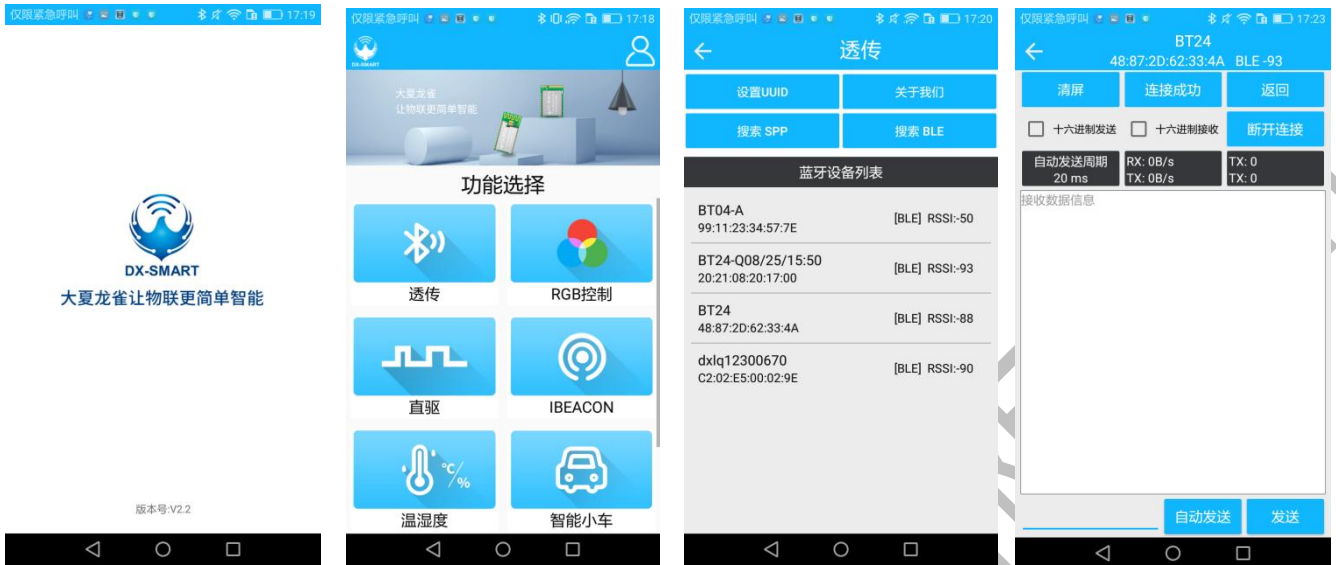 仅限紧急呼叫 17:19
DX-SMART
大夏龙雀让物联更简单智能
版本号:V2.2
仅限紧急呼叫 17:18
DX-SMART
大夏龙雀
让物联更简单智能
功能选择
透传 RGB控制
直驱 IBEACON
°C/%
温湿度 智能小车
仅限紧急呼叫 17:20
透传
设置UUID 关于我们
搜索 SPP 搜索 BLE
蓝牙设备列表
BT04-A
99:11:23:34:57:7E [BLE] RSSI:-50
BT24-Q08/25/15:50
20:21:08:20:17:00 [BLE] RSSI:-93
BT24
48:87:2D:62:33:4A [BLE] RSSI:-88
dxlq12300670
C2:02:E5:00:02:9E [BLE] RSSI:-90
仅限紧急呼叫 17:23
BT24
48:87:2D:62:33:4A BLE -93
清屏 连接成功 返回
十六进制发送 十六进制接收 断开连接
自动发送周期 RX: 0B/s TX: 0
20 ms TX: 0B/s TX: 0
接收数据信息
自动发送 发送